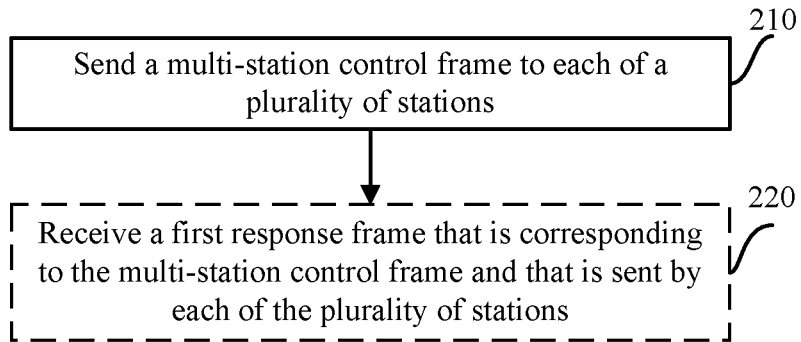 210
Send a multi-station control frame to each of a
plurality of stations
220
Receive a first response frame that is corresponding
to the multi-station control frame and that is sent by
each of the plurality of stations